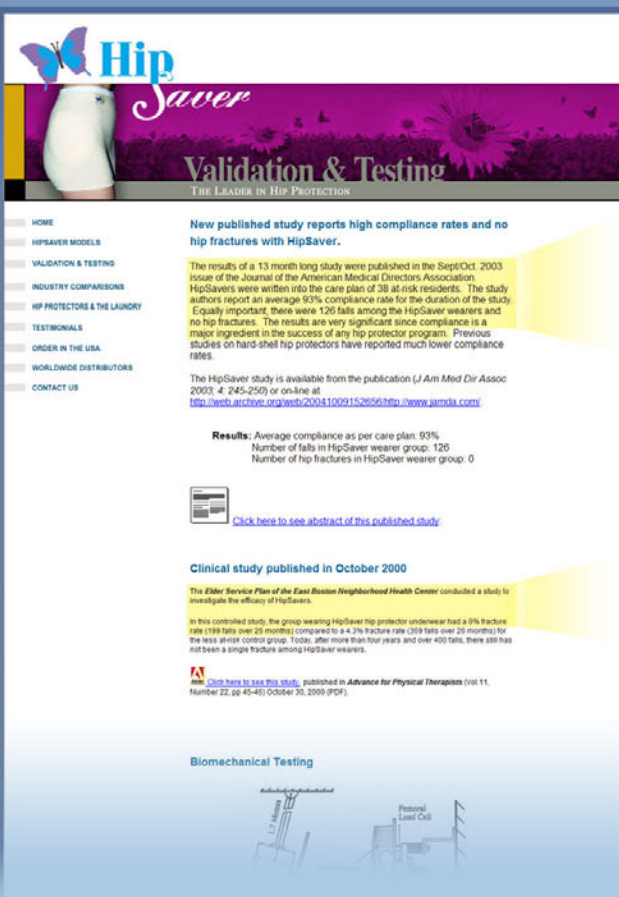 Hip
Saver
Validation & Testing
THE LEADER IN HIP PROTECTION
HOME
HIPSAVER MODELS
VALIDATION & TESTING
INDUSTRY COMPARISONS
HIP PROTECTORS & THE LAUNDRY
TESTIMONIALS
ORDER IN THE USA
WORLDWIDE DISTRIBUTORS
CONTACT US
New published study reports high compliance rates and no
hip fractures with HipSaver.
The results of a 13 month long study were published in the Sept/Oct. 2003
issue of the Journal of the American Medical Directors Association.
HipSavers were written into the care plan of 38 at-risk residents. The study
authors report an average 93% compliance rate for the duration of the study.
Equally important, there were 126 falls among the HipSaver wearers and
no hip fractures. The results are very significant since compliance is a
major ingredient in the success of any hip protector program. Previous
studies on hard-shell hip protectors have reported much lower compliance
rates.
The HipSaver study is available from the publication (J Am Med Dir Assoc
2003; 4: 245-250) or on-line at
http://web.archive.org/web/20041009152656/http://www.jamda.com/.
Results: Average compliance as per care plan: 93%
Number of falls in HipSaver wearer group: 126
Number of hip fractures in HipSaver wearer group: 0
Click here to see abstract of this published study.
Clinical study published in October 2000
The Elder Service Plan of the East Boston Neighborhood Health Center conducted a study to
investigate the efficacy of HipSavers.
In this controlled study, the group wearing HipSaver hip protector underwear had a 0% fracture
rate (199 falls over 26 months) compared to a 4.3% fracture rate (369 falls over 26 months) for
the less at-risk control group. Today, after more than four years and over 400 falls, there still has
not been a single fracture among HipSaver wearers.
Click here to see this study, published in Advance for Physical Therapists (Vol.11,
Number 22, pp 45-46) October 30, 2000 (PDF).
Biomechanical Testing
1.7 Meters
Femoral
Load Cell